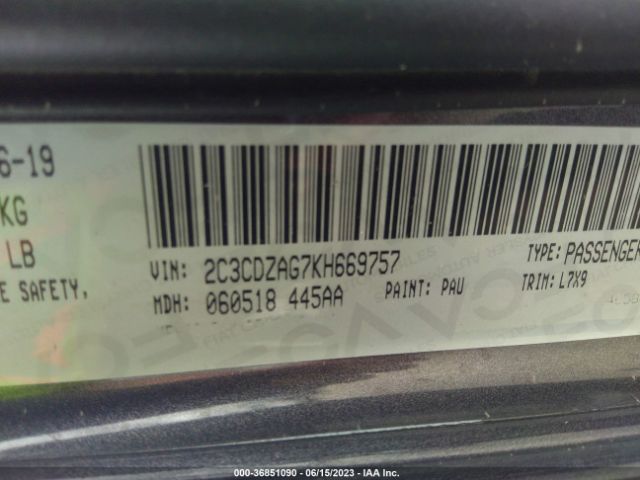 6-19
KG
LB
E SAFETY,
VIN: 2C3CDZAG7KH669757
TYPE: PASSENGER
MDH: 060518 445AA
PAINT: PAU
TRIM: L7X9
000-36851090 - 06/15/2023 - IAA Inc.